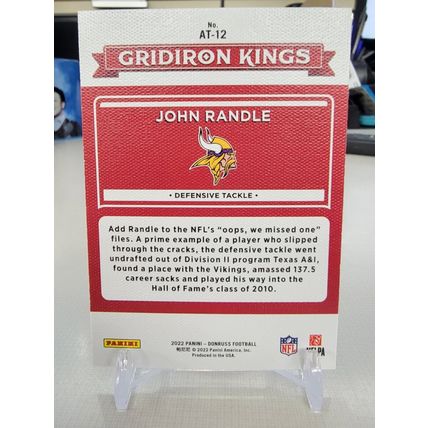 No.
AT-12
GRIDIRON KINGS
JOHN RANDLE
• DEFENSIVE TACKLE •
Add Randle to the NFL's "oops, we missed one"
files. A prime example of a player who slipped
through the cracks, the defensive tackle went
undrafted out of Division II program Texas A&I,
found a place with the Vikings, amassed 137.5
career sacks and played his way into the
Hall of Fame's class of 2010.
PANINI
2022 PANINI – DONRUSS FOOTBALL
© 2022 Panini America, Inc.
Produced in the USA.
NFL
NFLPA